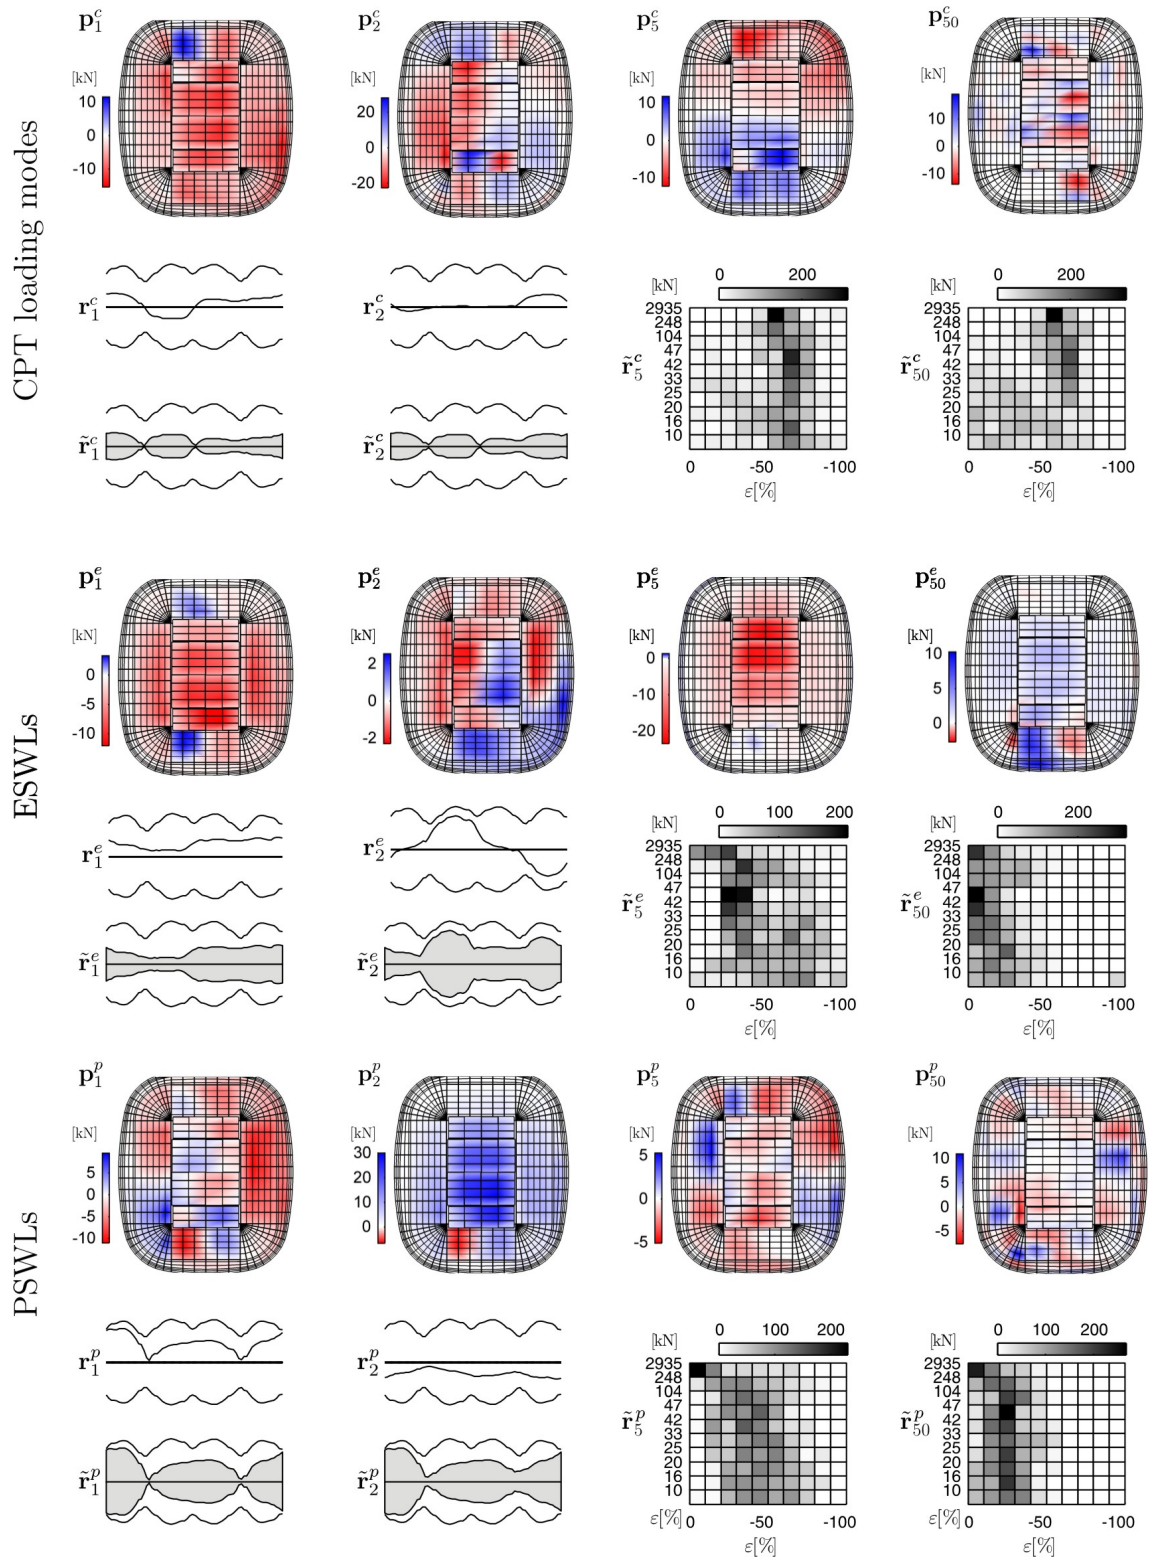 CPT loading modes
p₁ᶜ p₂ᶜ p₅ᶜ p₅₀ᶜ
[kN] [kN] [kN] [kN]
10 0 -10
20 0 -20
10 0 -10
10 5 0 -5 -10
r₁ᶜ r₂ᶜ
0 200
[kN]
2935 248 104 47 42 33 25 20 16 10
r̃₅ᶜ
0 -50 -100
ε[%]
0 200
[kN]
2935 248 104 47 42 33 25 20 16 10
r̃₅₀ᶜ
0 -50 -100
ε[%]
r̃₁ᶜ r̃₂ᶜ
ESWLs
p₁ᵉ p₂ᵉ p₅ᵉ p₅₀ᵉ
[kN] [kN] [kN] [kN]
0 -5 -10
2 0 -2
0 -10 -20
10 5 0
r₁ᵉ r₂ᵉ
0 100 200
[kN]
2935 248 104 47 42 33 25 20 16 10
r̃₅ᵉ
0 -50 -100
ε[%]
0 200
[kN]
2935 248 104 47 42 33 25 20 16 10
r̃₅₀ᵉ
0 -50 -100
ε[%]
r̃₁ᵉ r̃₂ᵉ
PSWLs
p₁ᵖ p₂ᵖ p₅ᵖ p₅₀ᵖ
[kN] [kN] [kN] [kN]
5 0 -5 -10
30 20 10 0
5 0 -5
10 5 0 -5
r₁ᵖ r₂ᵖ
0 100 200
[kN]
2935 248 104 47 42 33 25 20 16 10
r̃₅ᵖ
0 -50 -100
ε[%] ε[%]
0 100 200
[kN]
2935 248 104 47 42 33 25 20 16 10
r̃₅₀ᵖ
0 -50 -100
ε[%] ε[%]
r̃₁ᵖ r̃₂ᵖ